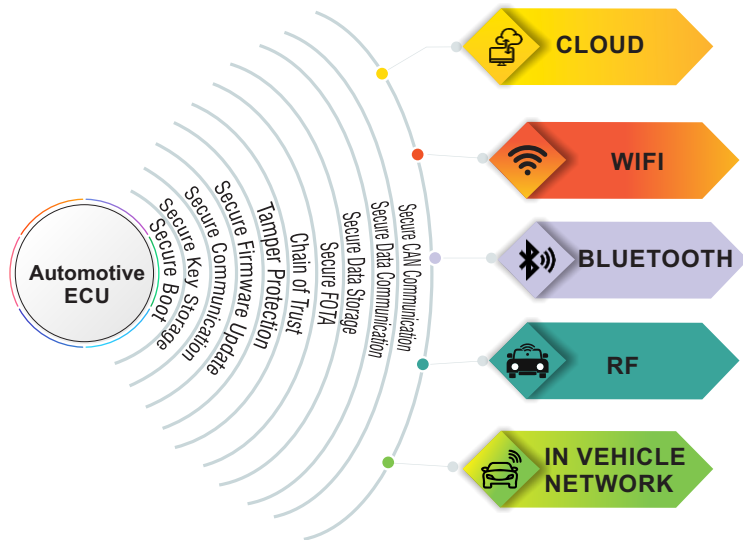 Automotive
ECU
Secure Boot
Secure Key Storage
Secure Communication
Secure Firmware Update
Tamper Protection
Chain of Trust
Secure FOTA
Secure Data Storage
Secure Data Communication
Secure CAN Communication
CLOUD
WIFI
BLUETOOTH
RF
IN VEHICLE
NETWORK